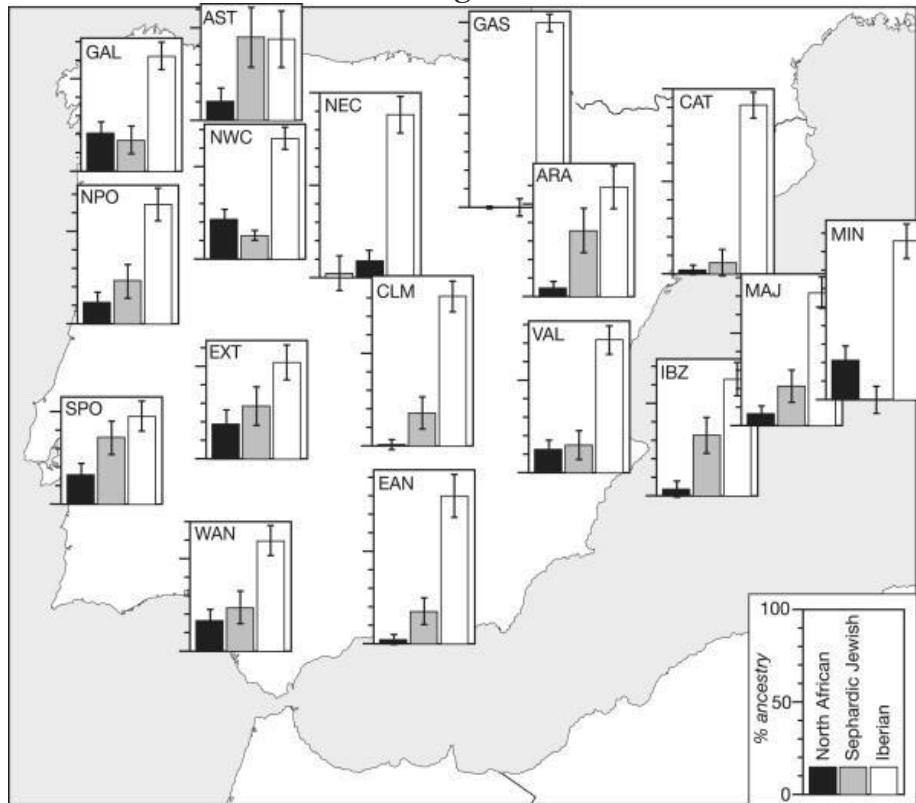 GAL
AST
GAS
NEC
CAT
NWC
ARA
NPO
MIN
CLM
MAJ
VAL
EXT
IBZ
SPO
EAN
WAN
100
50
0
% ancestry
North African
Sephardic Jewish
Iberian